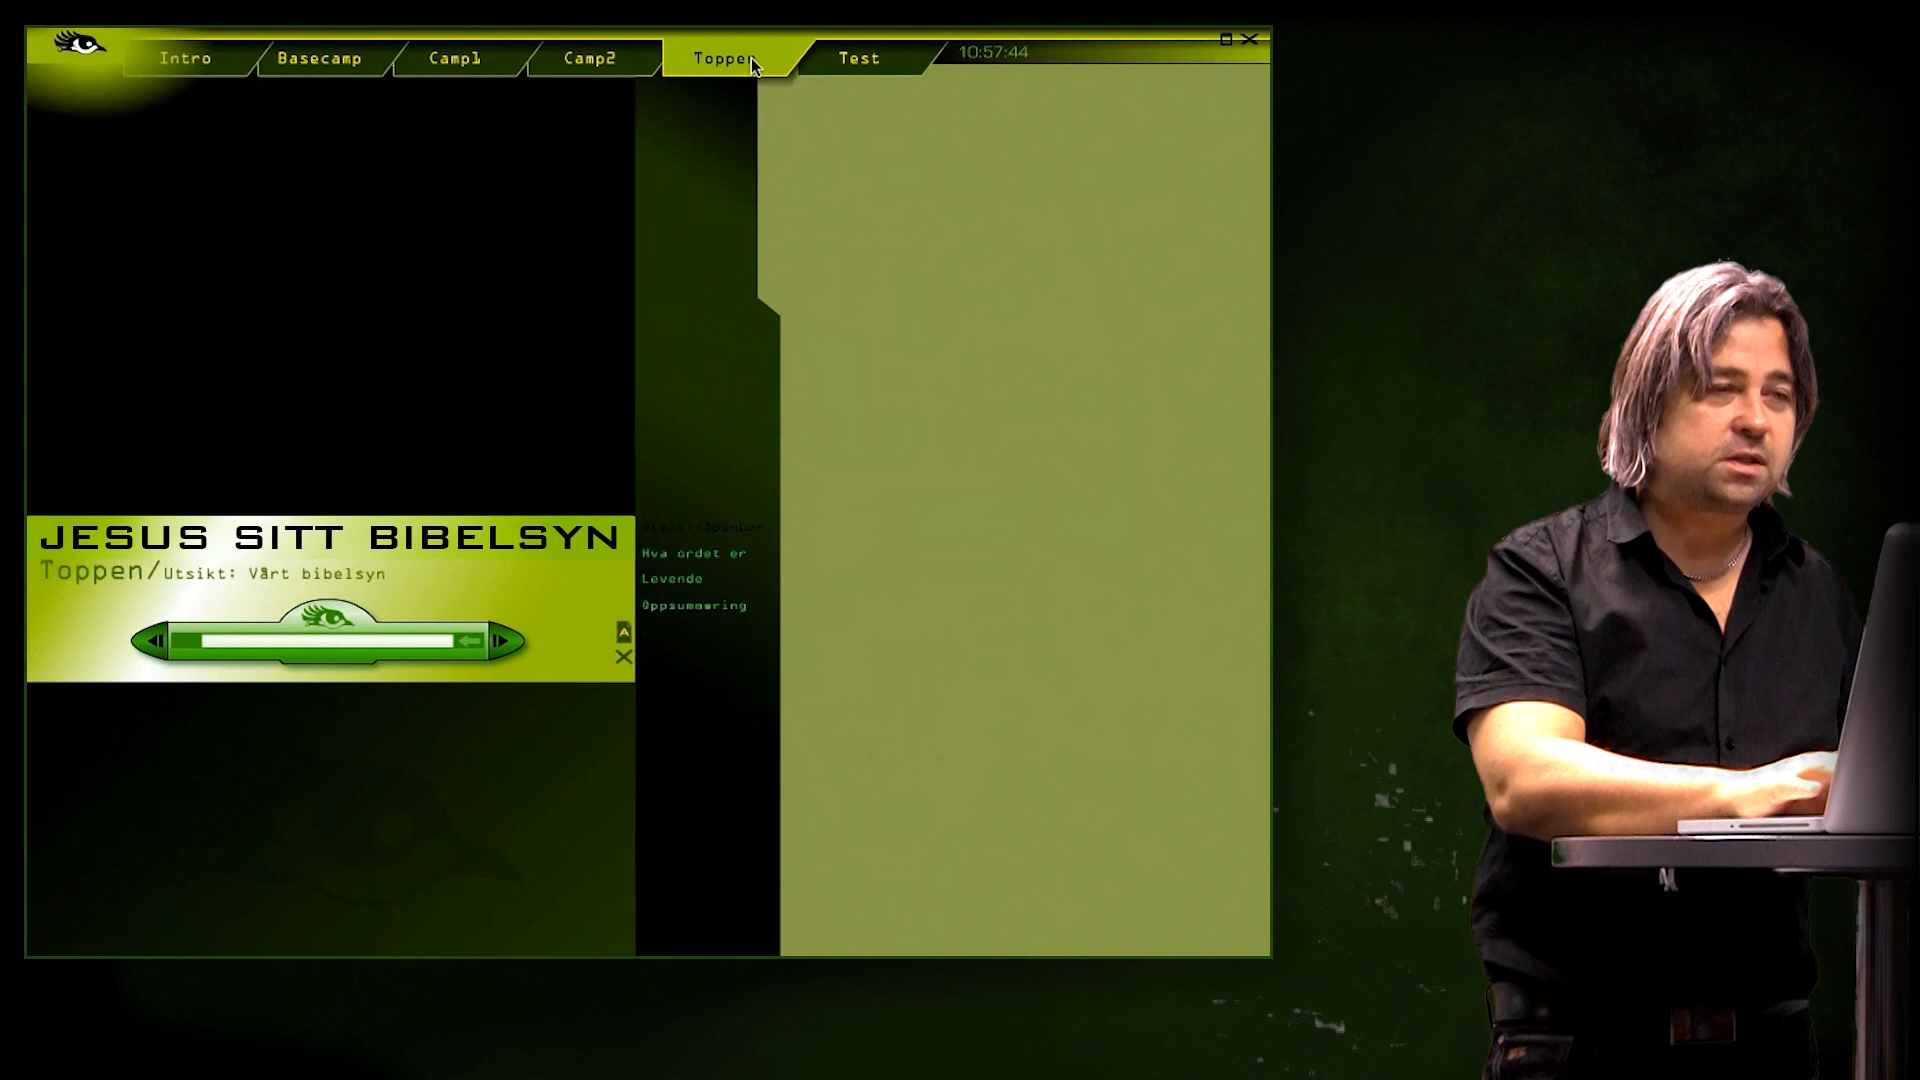 Intro
Basecamp
Camp1
Camp2
Toppen
Test
10:57:44
JESUS SITT BIBELSYN
Toppen/Utsikt: Vårt bibelsyn
Hva ordet er
Levende
Oppsummering
A